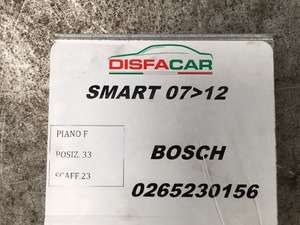 DISFACAR
SMART 07>12
PIANO F
POSIZ. 33
SCAFF.23
BOSCH
0265230156